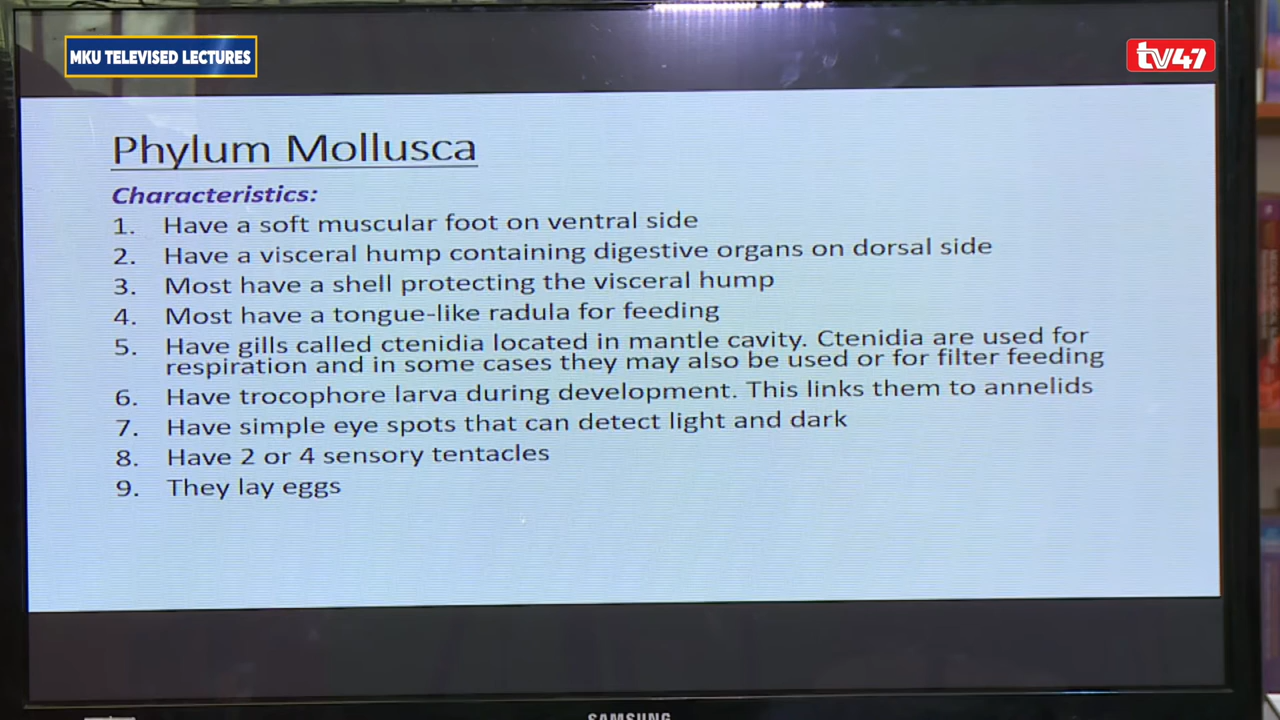 MKU TELEVISED LECTURES
tv47
Phylum Mollusca
Characteristics:
1. Have a soft muscular foot on ventral side
2. Have a visceral hump containing digestive organs on dorsal side
3. Most have a shell protecting the visceral hump
4. Most have a tongue-like radula for feeding
5. Have gills called ctenidia located in mantle cavity. Ctenidia are used for
respiration and in some cases they may also be used or for filter feeding
6. Have trocophore larva during development. This links them to annelids
7. Have simple eye spots that can detect light and dark
8. Have 2 or 4 sensory tentacles
9. They lay eggs
SAMSUNG